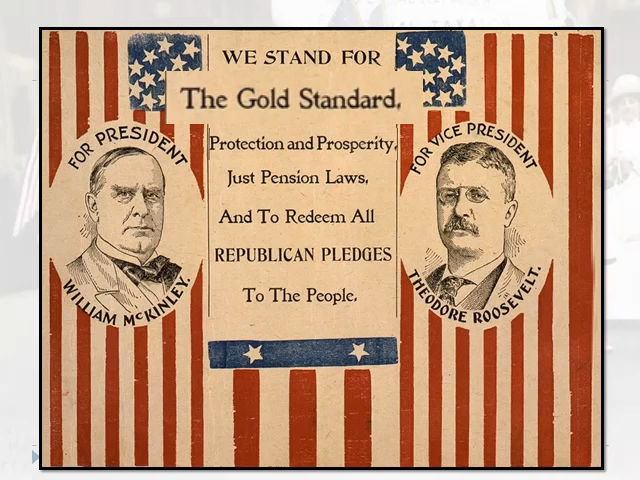 WE STAND FOR
The Gold Standard,
Protection and Prosperity,
Just Pension Laws,
And To Redeem All
REPUBLICAN PLEDGES
To The People,
FOR PRESIDENT
WILLIAM McKINLEY.
FOR VICE PRESIDENT
THEODORE ROOSEVELT.